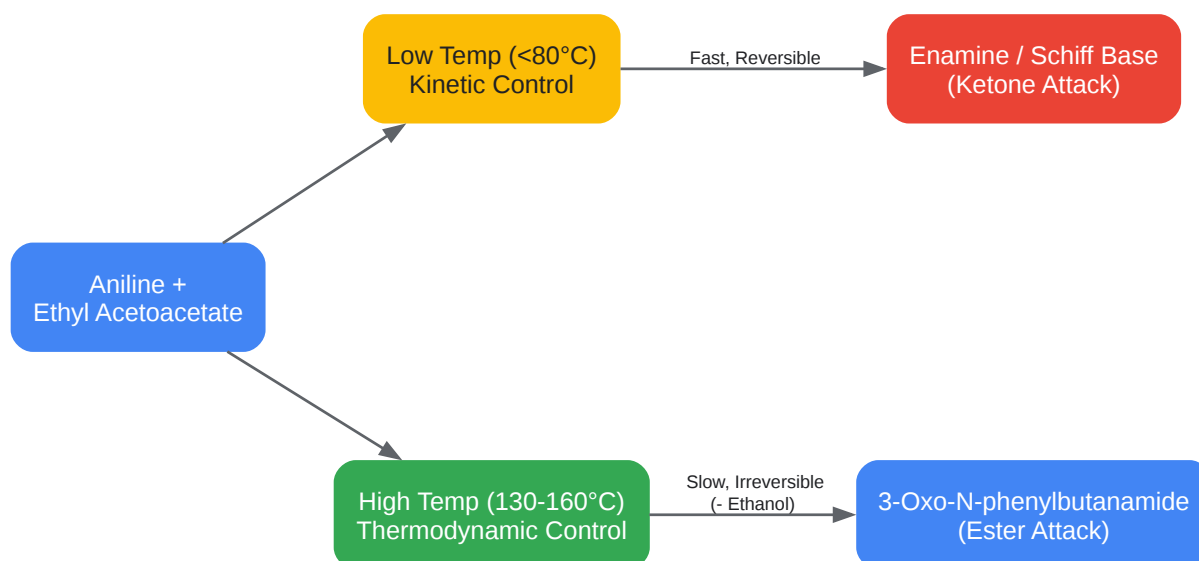 Low Temp (<80°C)
Kinetic Control
Fast, Reversible
Enamine / Schiff Base
(Ketone Attack)
Aniline +
Ethyl Acetoacetate
High Temp (130-160°C)
Thermodynamic Control
Slow, Irreversible
(- Ethanol)
3-Oxo-N-phenylbutanamide
(Ester Attack)